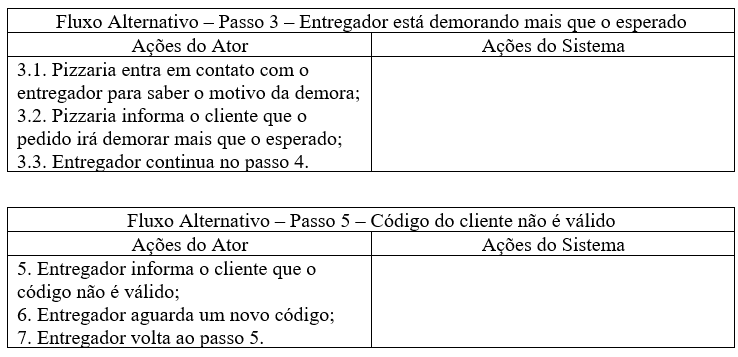 Fluxo Alternativo – Passo 3 – Entregador está demorando mais que o esperado
Ações do Ator
Ações do Sistema
3.1. Pizzaria entra em contato com o
entregador para saber o motivo da demora;
3.2. Pizzaria informa o cliente que o
pedido irá demorar mais que o esperado;
3.3. Entregador continua no passo 4.
Fluxo Alternativo – Passo 5 – Código do cliente não é válido
Ações do Ator
Ações do Sistema
5. Entregador informa o cliente que o
código não é válido;
6. Entregador aguarda um novo código;
7. Entregador volta ao passo 5.